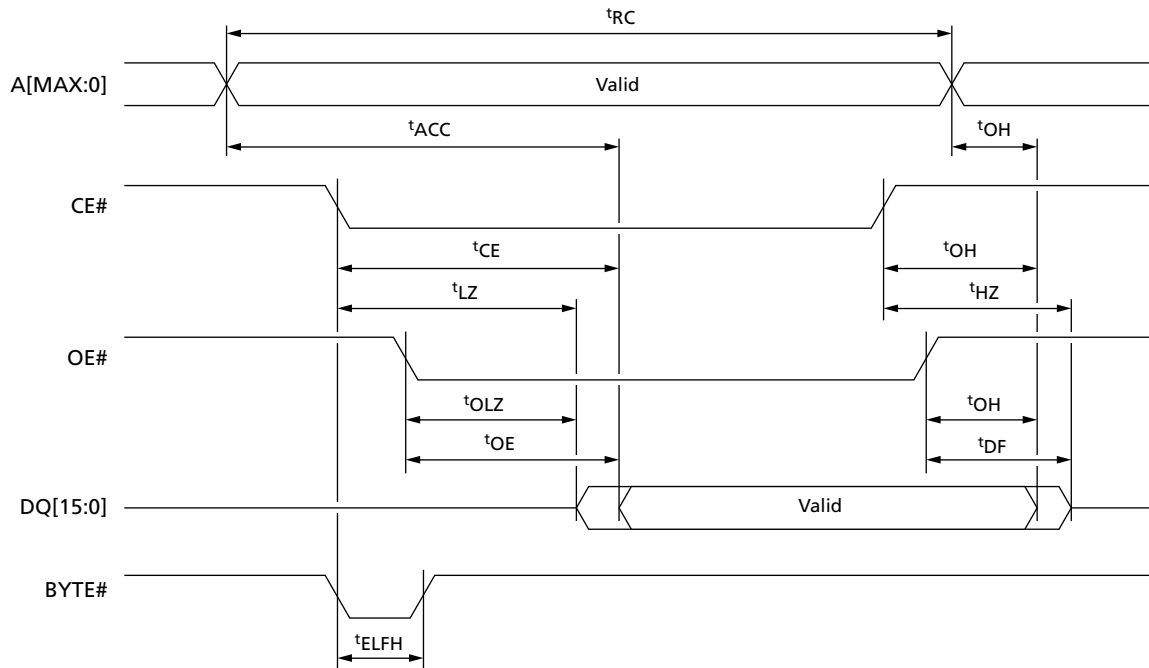 tRC
A[MAX:0]
Valid
tACC
tOH
CE#
tCE
tOH
tLZ
tHZ
OE#
tOLZ
tOH
tOE
tDF
DQ[15:0]
Valid
BYTE#
tELFH